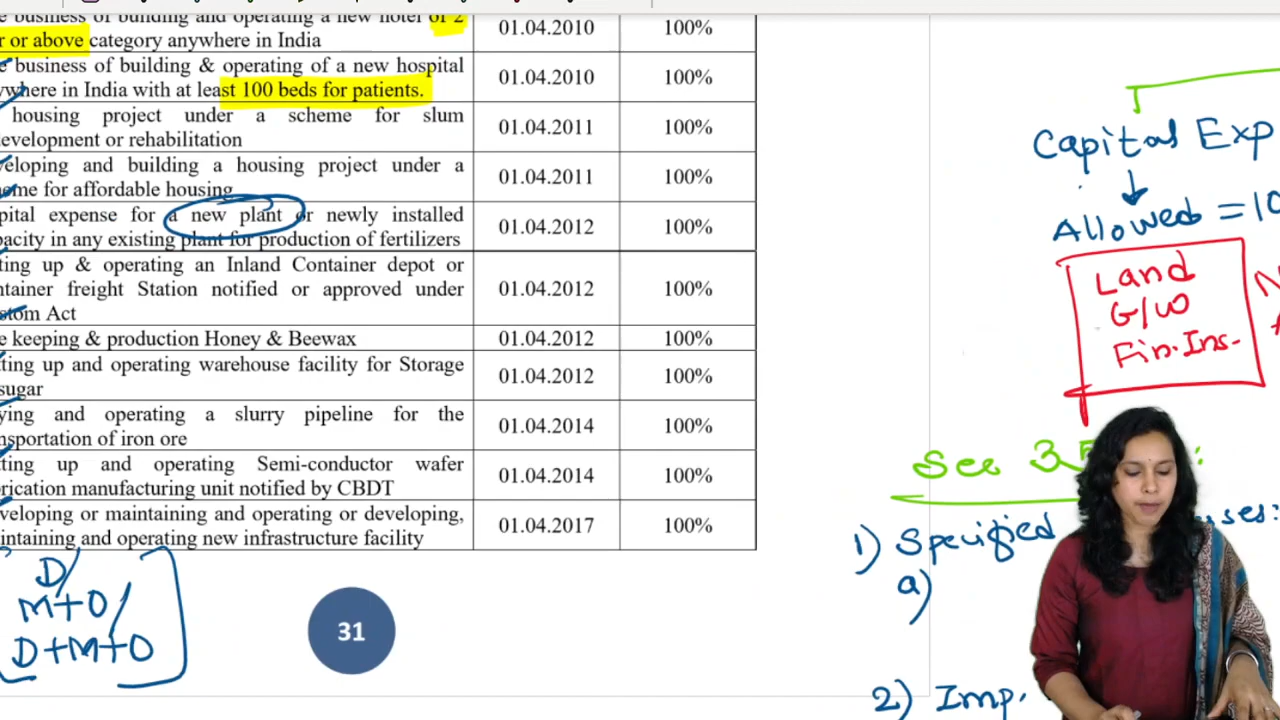 business of building and operating a new hotel of 2
or above category anywhere in India
01.04.2010
100%
business of building & operating of a new hospital
where in India with at least 100 beds for patients.
01.04.2010
100%
housing project under a scheme for slum
development or rehabilitation
01.04.2011
100%
veloping and building a housing project under a
eme for affordable housing
01.04.2011
100%
pital expense for a new plant or newly installed
pacity in any existing plant for production of fertilizers
01.04.2012
100%
ting up & operating an Inland Container depot or
ntainer freight Station notified or approved under
stom Act
01.04.2012
100%
e keeping & production Honey & Beewax
01.04.2012
100%
ting up and operating warehouse facility for Storage
sugar
01.04.2012
100%
ying and operating a slurry pipeline for the
nsportation of iron ore
01.04.2014
100%
ting up and operating Semi-conductor wafer
rication manufacturing unit notified by CBDT
01.04.2014
100%
veloping or maintaining and operating or developing,
intaining and operating new infrastructure facility
01.04.2017
100%
D/
M+O/
D+M+O
31
Capital Exp
Allowed = 10
Land
G/W
Fin. Ins.
Sec 35
1) Specified
a)
2) Imp.